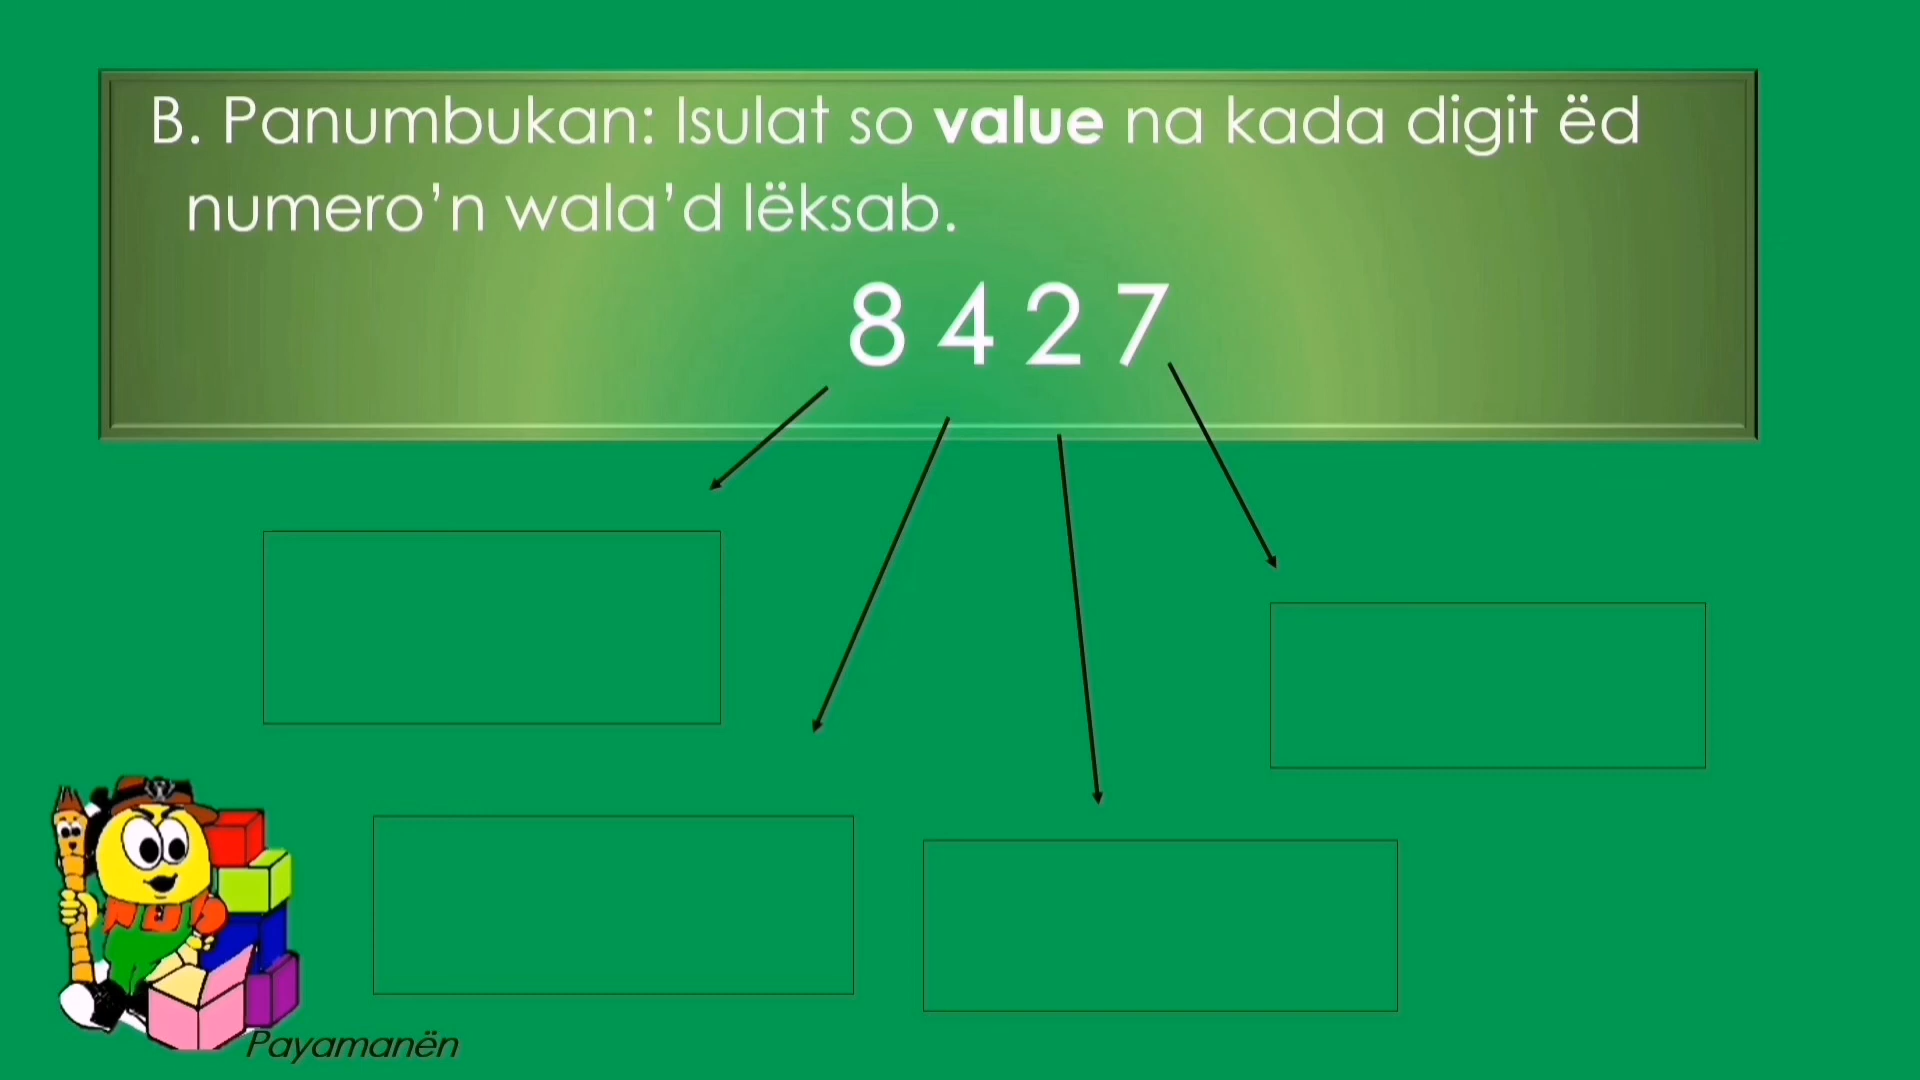 B. Panumbukan: Isulat so value na kada digit ëd
numero’n wala’d lëksab.
8 4 2 7
Payamanën